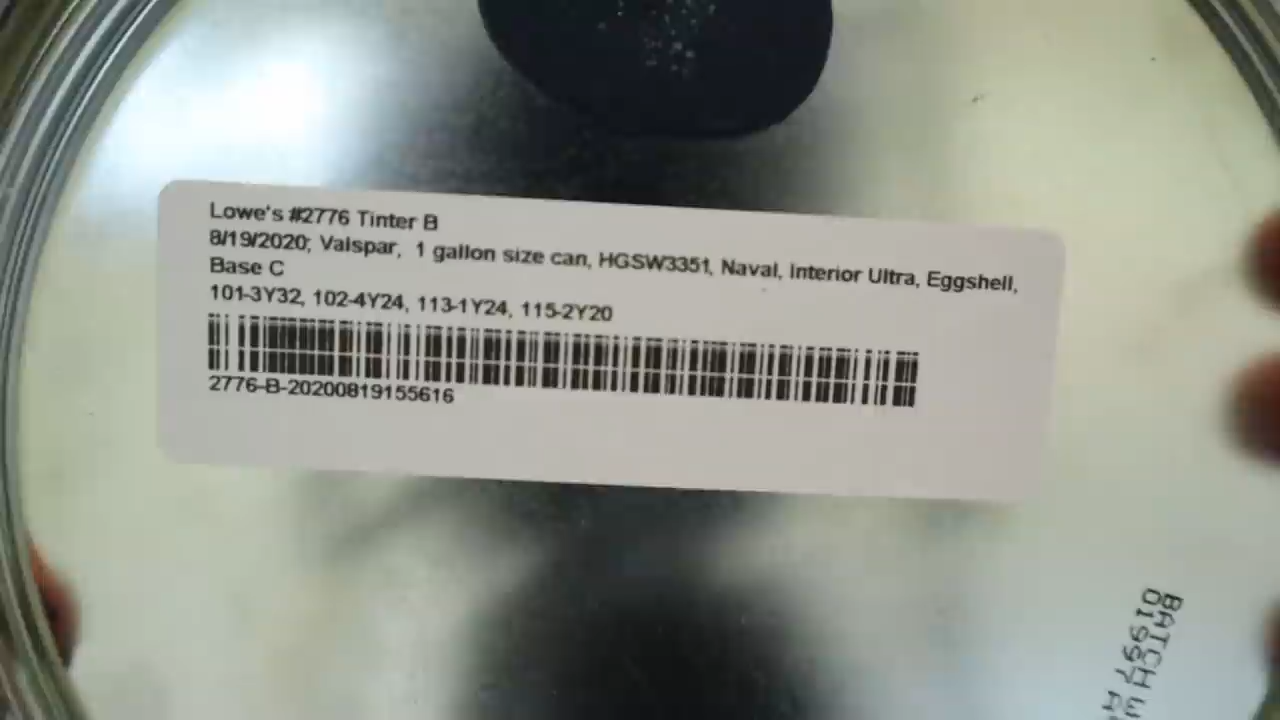 Lowe's #2776 Tinter B
8/19/2020; Valspar, 1 gallon size can, HGSW3351, Naval, Interior Ultra, Eggshell,
Base C
101-3Y32, 102-4Y24, 113-1Y24, 115-2Y20
2776-B-20200819155616
BATCH
01997